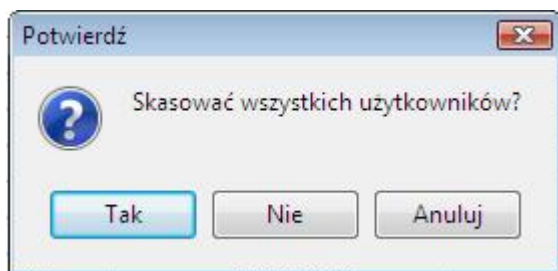 Potwierdź
Skasować wszystkich użytkowników?
Tak
Nie
Anuluj